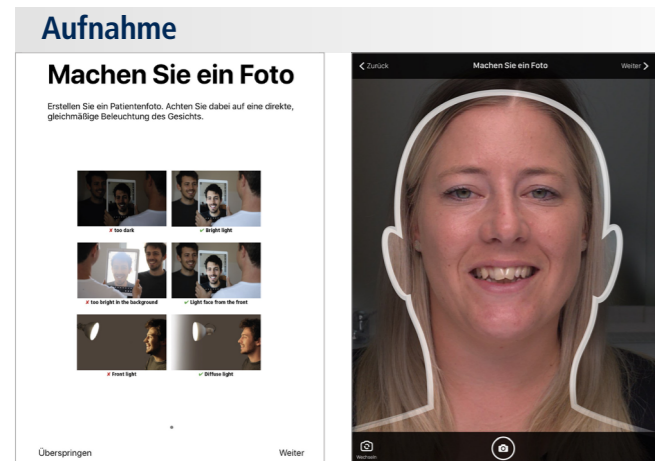 Aufnahme
Machen Sie ein Foto
Erstellen Sie ein Patientenfoto. Achten Sie dabei auf eine direkte,
gleichmäßige Beleuchtung des Gesichts.
✗ too dark
✓ Bright light
✗ too bright in the background
✓ Light face from the front
✗ Front light
✓ Diffuse light
Überspringen
Weiter
Zurück
Machen Sie ein Foto
Weiter
Wechseln